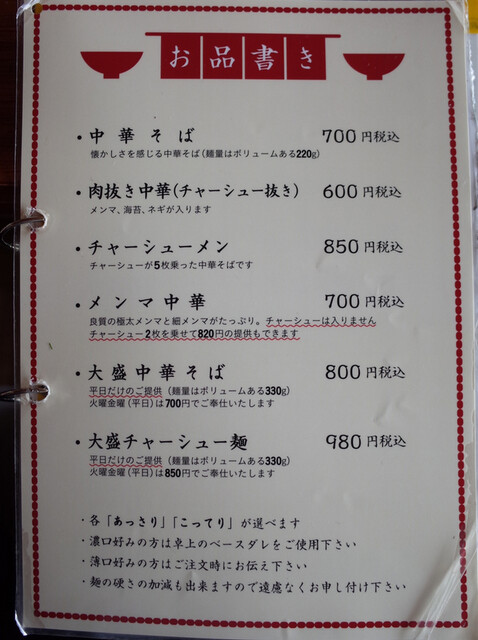 お品書き
・中華そば 700円税込
懐かしさを感じる中華そば(麺量はボリュームある220g)
・肉抜き中華(チャーシュー抜き) 600円税込
メンマ、海苔、ネギが入ります
・チャーシューメン 850円税込
チャーシューが5枚乗った中華そばです
・メンマ中華 700円税込
良質の極太メンマと細メンマがたっぷり。チャーシューは入りません
チャーシュー2枚を乗せて820円の提供もできます
・大盛中華そば 800円税込
平日だけのご提供(麺量はボリュームある330g)
火曜金曜(平日)は700円でご奉仕いたします
・大盛チャーシュー麺 980円税込
平日だけのご提供(麺量はボリュームある330g)
火曜金曜(平日)は850円でご奉仕いたします
・各「あっさり」「こってり」が選べます
・濃口好みの方は卓上のベースダレをご使用下さい
・薄口好みの方はご注文時にお伝え下さい
・麺の硬さの加減も出来ますので遠慮なくお申し付け下さい